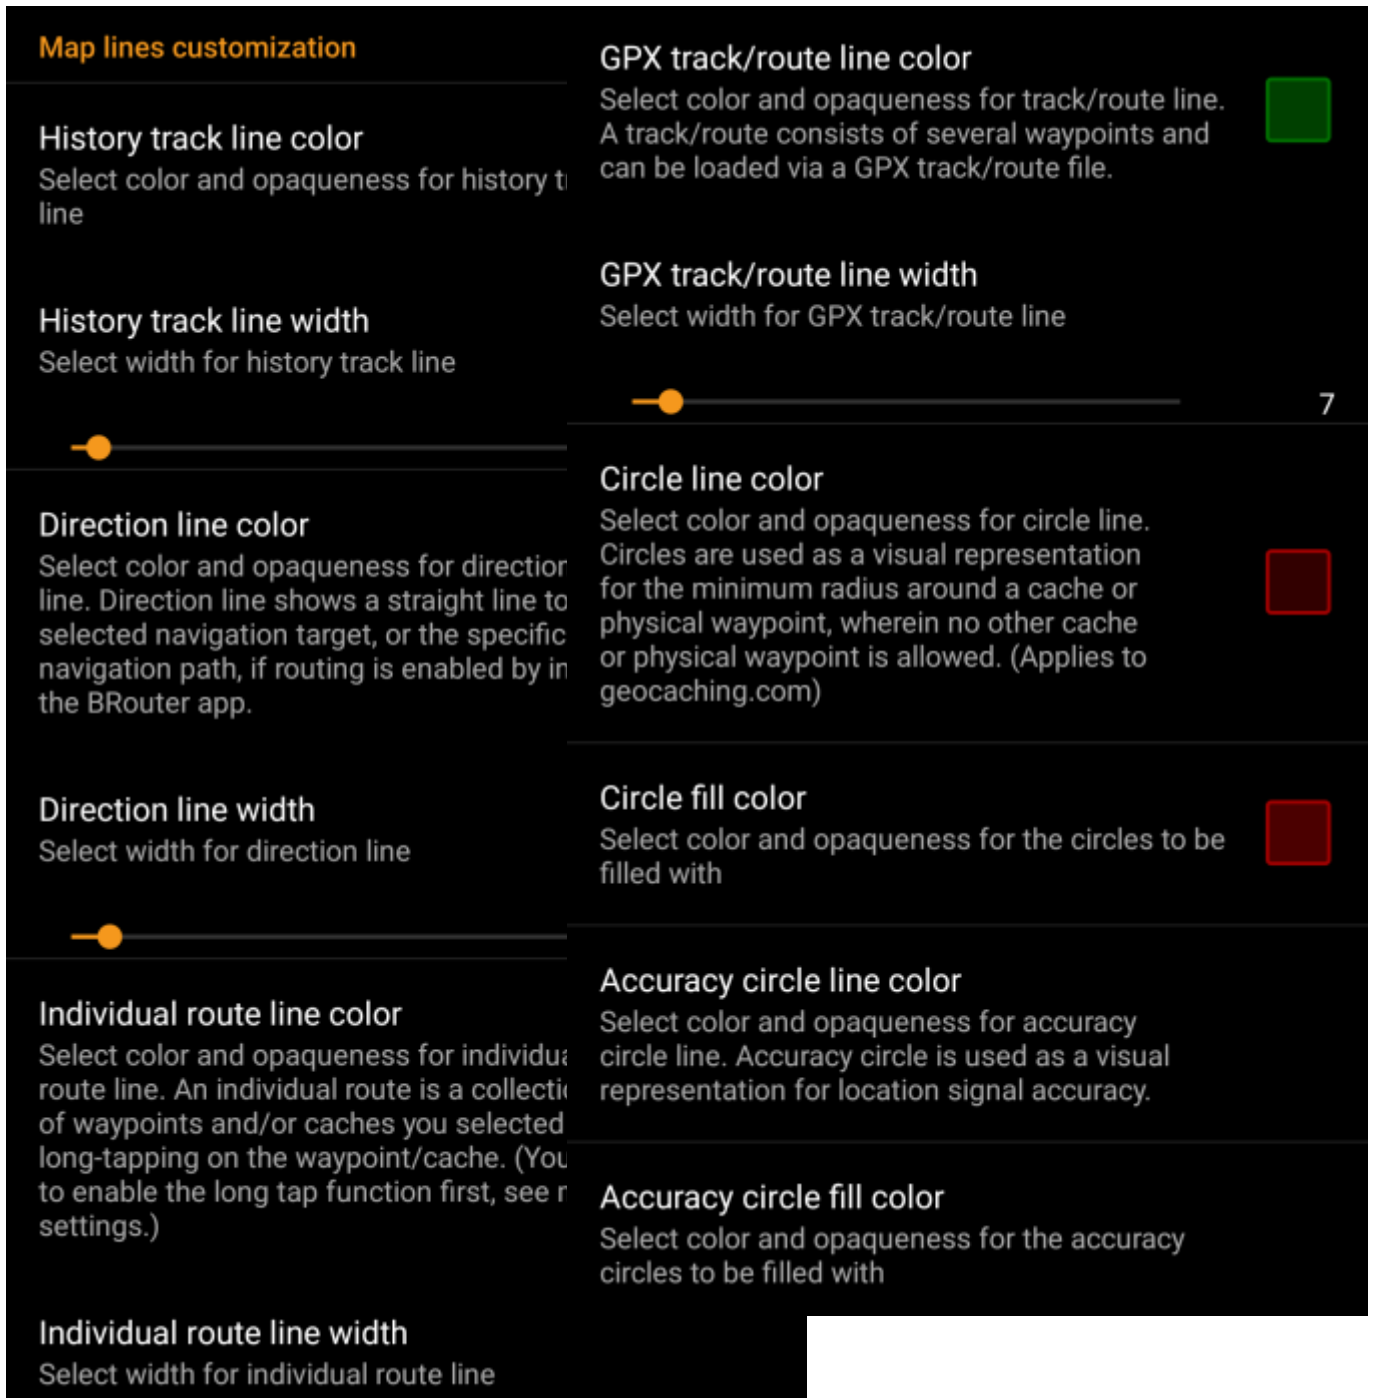 Map lines customization
History track line color
Select color and opaqueness for history
line
History track line width
Select width for history track line
Direction line color
Select color and opaqueness for direction
line. Direction line shows a straight line to
selected navigation target, or the specific
navigation path, if routing is enabled by
the BRouter app.
Direction line width
Select width for direction line
Individual route line color
Select color and opaqueness for
route line. An individual route is a
of waypoints and/or caches you selected
long-tapping on the waypoint/cache. (You
to enable the long tap function first, see
settings.)
Individual route line width
Select width for individual route line
GPX track/route line color
Select color and opaqueness for track/route line.
A track/route consists of several waypoints and
can be loaded via a GPX track/route file.
GPX track/route line width
Select width for GPX track/route line
7
Circle line color
Select color and opaqueness for circle line.
Circles are used as a visual representation
for the minimum radius around a cache or
physical waypoint, wherein no other cache
or physical waypoint is allowed. (Applies to
geocaching.com)
Circle fill color
Select color and opaqueness for the circles to be
filled with
Accuracy circle line color
Select color and opaqueness for accuracy
circle line. Accuracy circle is used as a visual
representation for location signal accuracy.
Accuracy circle fill color
Select color and opaqueness for the accuracy
circles to be filled with